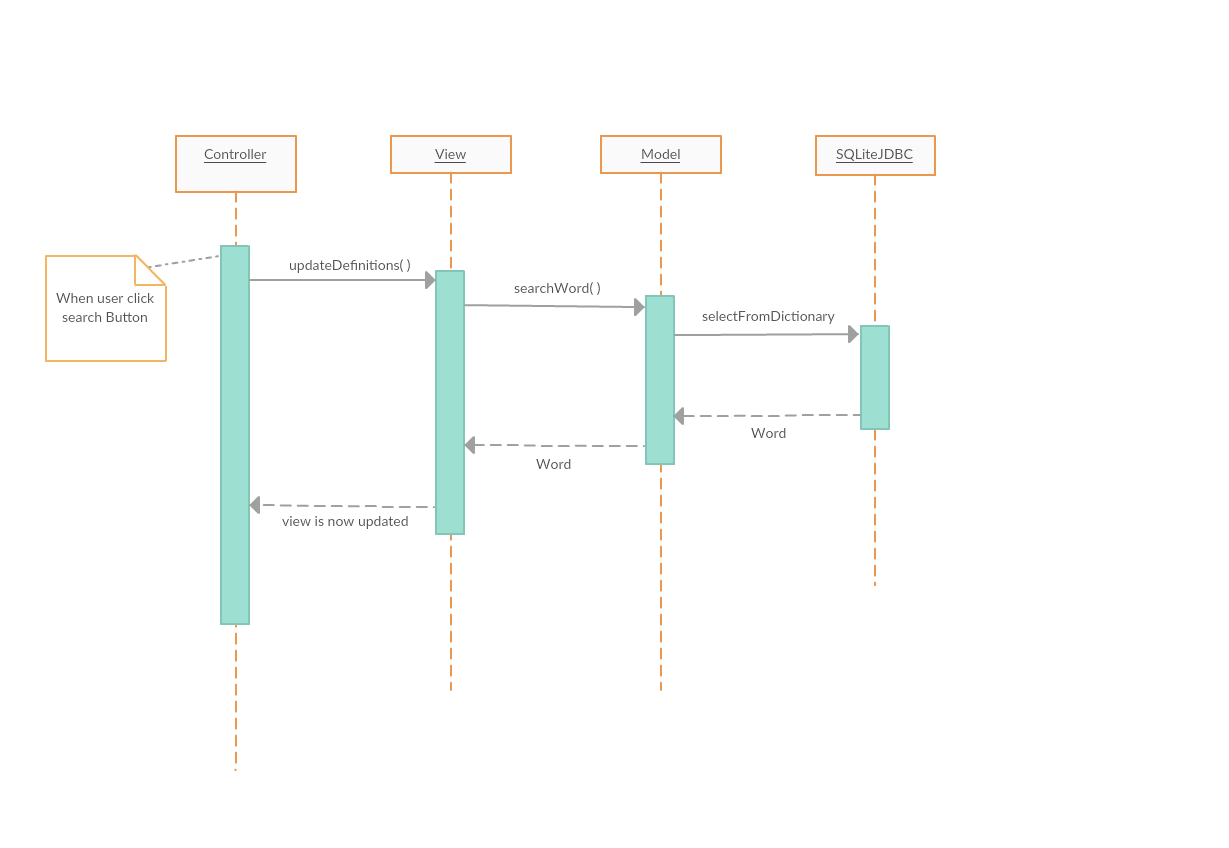 Controller
View
Model
SQLiteJDBC
When user click
search Button
updateDefinitions( )
searchWord( )
selectFromDictionary
Word
Word
view is now updated